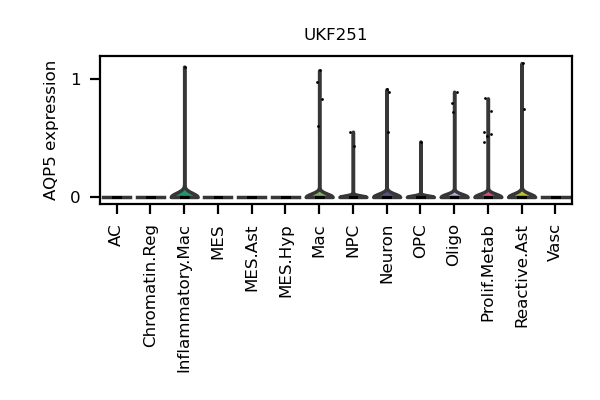 UKF251
AQP5 expression
1
0
AC
Chromatin.Reg
Inflammatory.Mac
MES
MES.Ast
MES.Hyp
Mac
NPC
Neuron
OPC
Oligo
Prolif.Metab
Reactive.Ast
Vasc